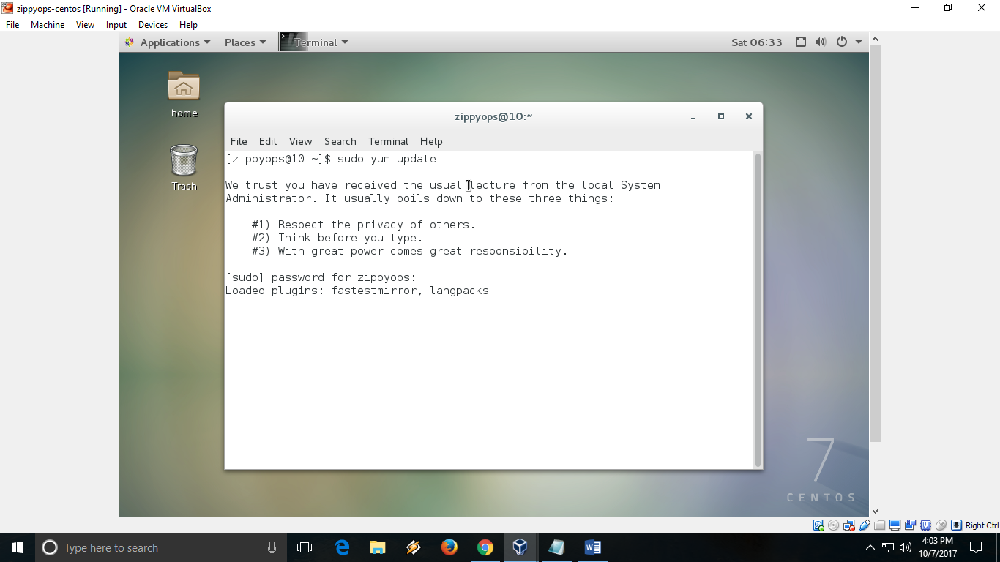 zippyops-centos [Running] - Oracle VM VirtualBox
File Machine View Input Devices Help
Applications Places Terminal Sat 06:33
home
Trash
zippyops@10:~
File Edit View Search Terminal Help
[zippyops@10 ~]$ sudo yum update
We trust you have received the usual lecture from the local System
Administrator. It usually boils down to these three things:
#1) Respect the privacy of others.
#2) Think before you type.
#3) With great power comes great responsibility.
[sudo] password for zippyops:
Loaded plugins: fastestmirror, langpacks
7
CENTOS
Right Ctrl
Type here to search
4:03 PM
10/7/2017